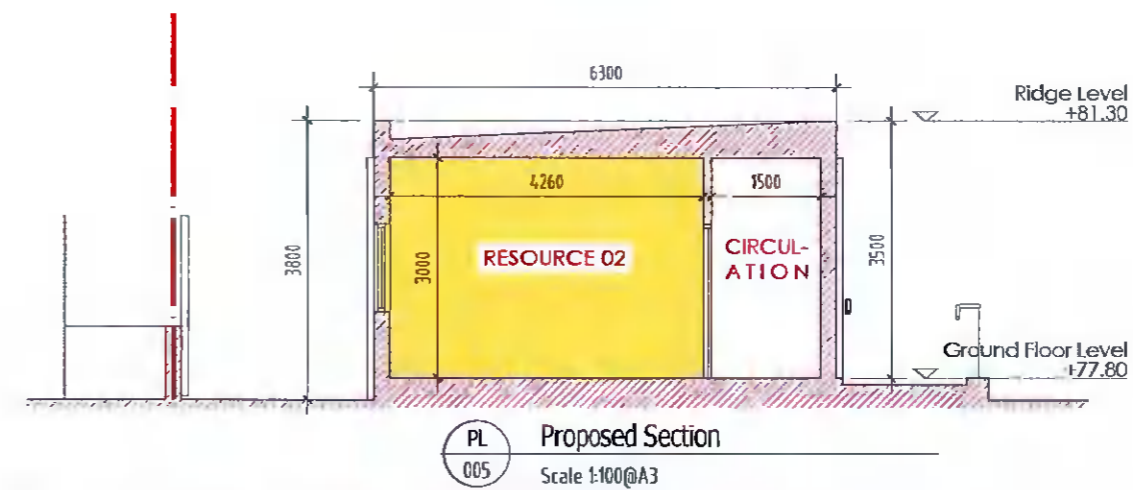 6300
Ridge Level
+81.30
4260
1500
3800
3000
RESOURCE 02
CIRCUL-
ATION
3500
Ground Floor Level
+77.80
PL
005
Proposed Section
Scale 1:100@A3